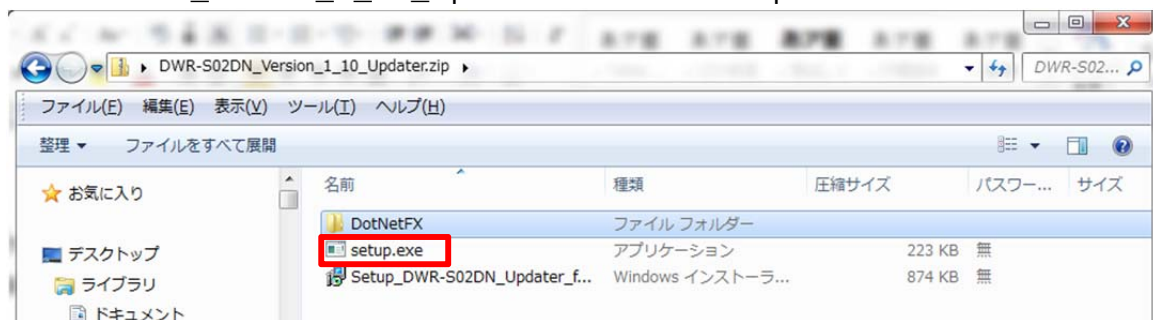 DWR-S02DN_Version_1_10_Updater.zip
DWR-S02...
ファイル(F) 編集(E) 表示(V) ツール(T) ヘルプ(H)
整理 ファイルをすべて展開
お気に入り
名前 種類 圧縮サイズ パスワー... サイズ
DotNetFX ファイル フォルダー
デスクトップ
setup.exe アプリケーション 223 KB 無
ライブラリ
Setup_DWR-S02DN_Updater_f... Windows インストーラ... 874 KB 無
ドキュメント